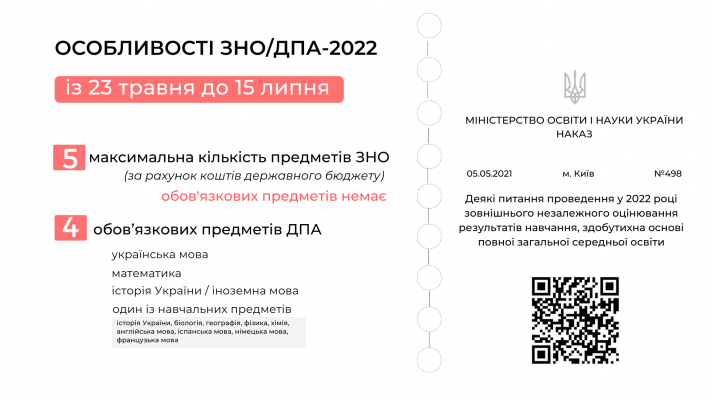 ОСОБЛИВОСТІ ЗНО/ДПА-2022
із 23 травня до 15 липня
5 максимальна кількість предметів ЗНО
(за рахунок коштів державного бюджету)
обов'язкових предметів немає
4 обов’язкових предметів ДПА
українська мова
математика
історія України / іноземна мова
один із навчальних предметів
історія України, біологія, географія, фізика, хімія,
англійська мова, іспанська мова, німецька мова,
французька мова
МІНІСТЕРСТВО ОСВІТИ І НАУКИ УКРАЇНИ
НАКАЗ
05.05.2021 м. Київ №498
Деякі питання проведення у 2022 році
зовнішнього незалежного оцінювання
результатів навчання, здобутихна основі
повної загальної середньої освіти